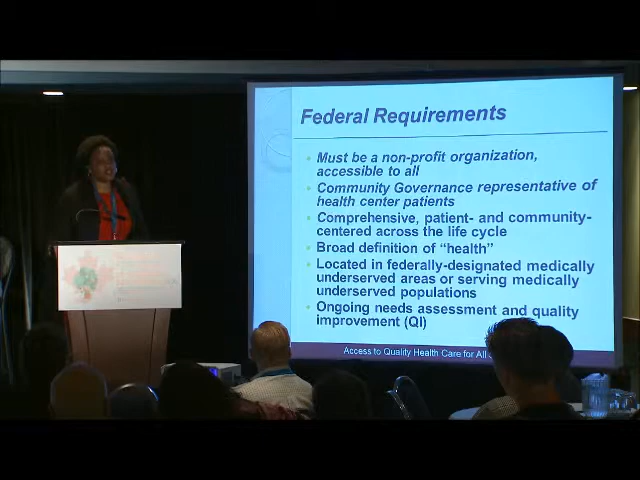 Federal Requirements
Must be a non-profit organization,
accessible to all
Community Governance representative of
health center patients
Comprehensive, patient- and community-
centered across the life cycle
Broad definition of “health”
Located in federally-designated medically
underserved areas or serving medically
underserved populations
Ongoing needs assessment and quality
improvement (QI)
Access to Quality Health Care for All